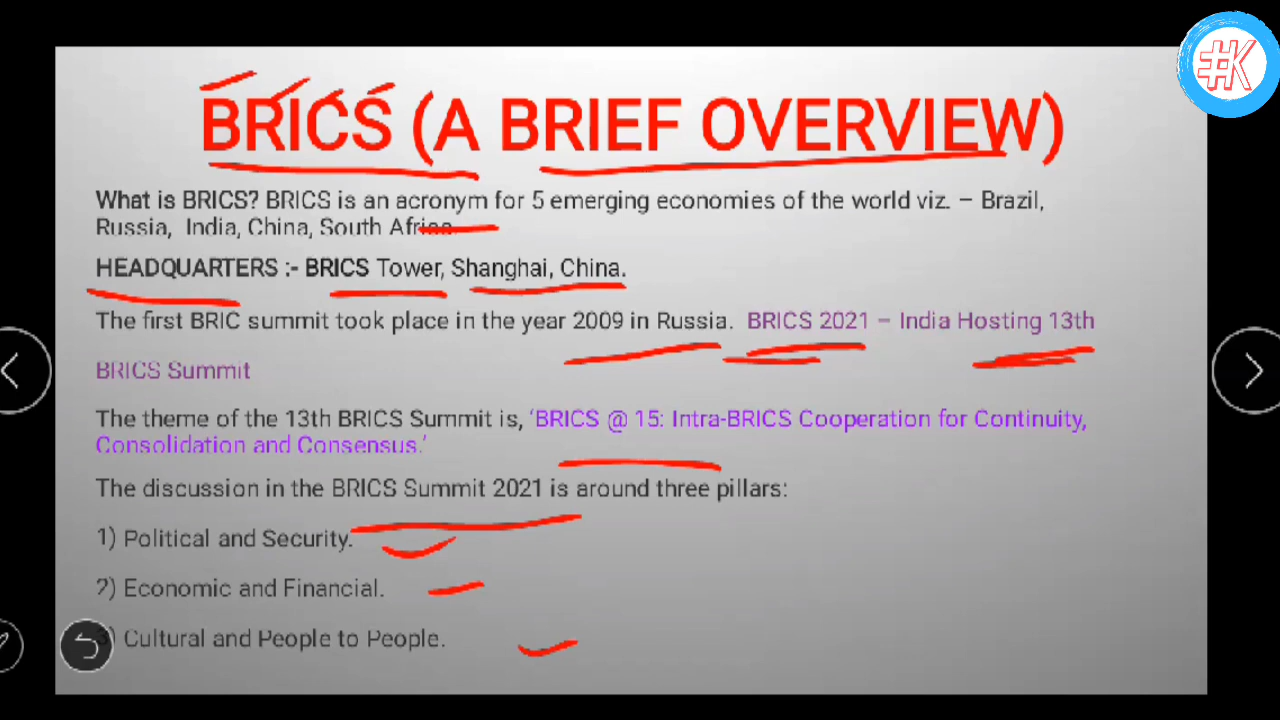 #K
BRICS (A BRIEF OVERVIEW)
What is BRICS? BRICS is an acronym for 5 emerging economies of the world viz. – Brazil,
Russia, India, China, South Africa.
HEADQUARTERS :- BRICS Tower, Shanghai, China.
The first BRIC summit took place in the year 2009 in Russia. BRICS 2021 – India Hosting 13th
BRICS Summit
The theme of the 13th BRICS Summit is, ‘BRICS @ 15: Intra-BRICS Cooperation for Continuity,
Consolidation and Consensus.’
The discussion in the BRICS Summit 2021 is around three pillars:
1) Political and Security.
2) Economic and Financial.
3) Cultural and People to People.